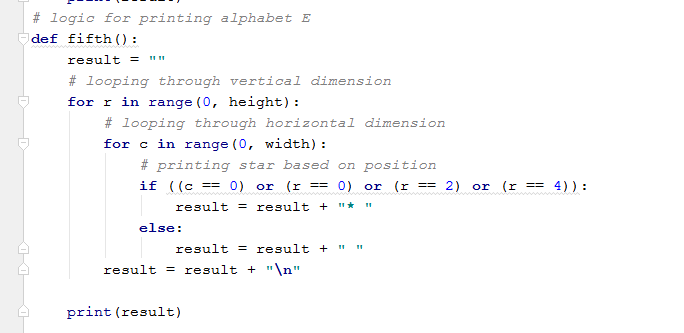 # logic for printing alphabet E
def fifth():
    result = ""
    # looping through vertical dimension
    for r in range(0, height):
        # looping through horizontal dimension
        for c in range(0, width):
            # printing star based on position
            if ((c == 0) or (r == 0) or (r == 2) or (r == 4)):
                result = result + "* "
            else:
                result = result + " "
        result = result + "\n"

    print(result)